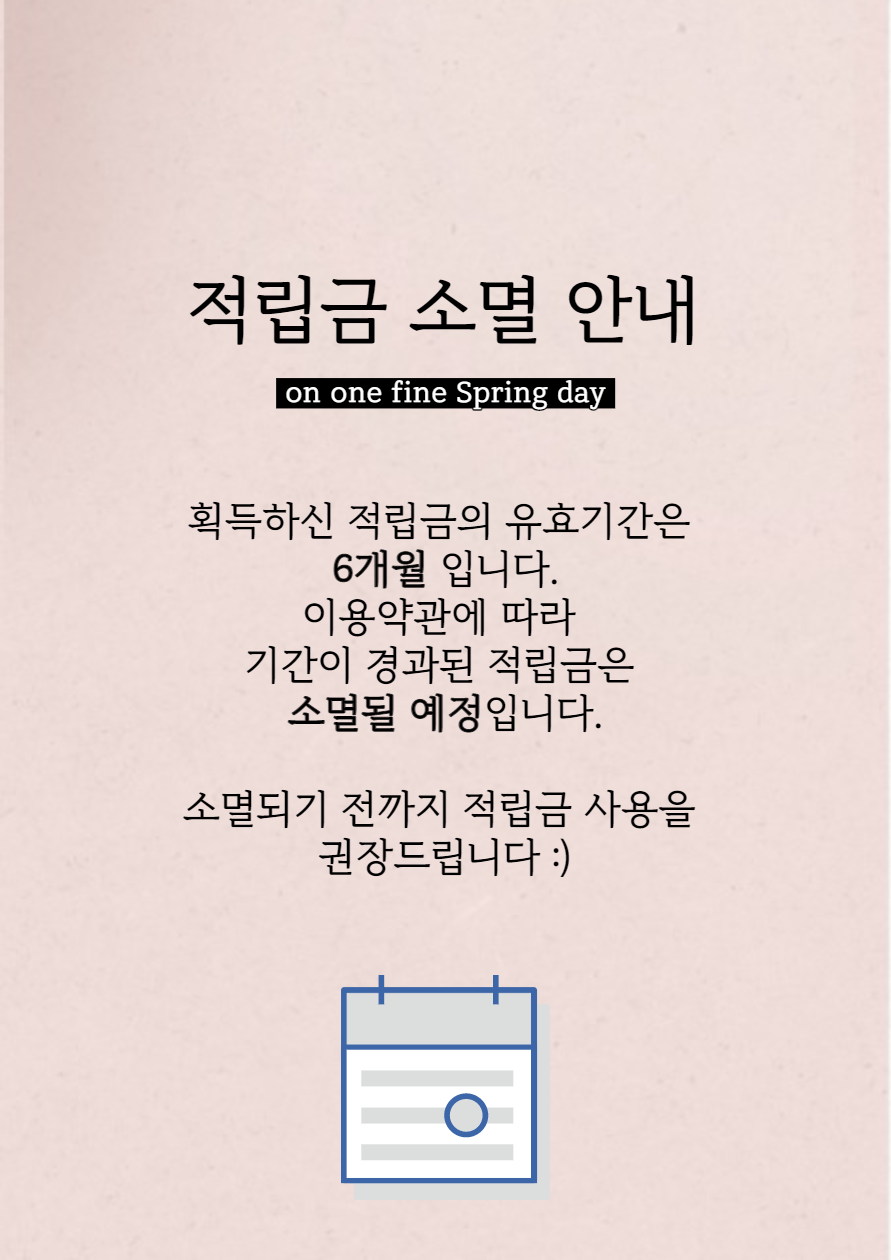 적립금 소멸 안내
on one fine Spring day
획득하신 적립금의 유효기간은
6개월 입니다.
이용약관에 따라
기간이 경과된 적립금은
소멸될 예정입니다.
소멸되기 전까지 적립금 사용을
권장드립니다 :)